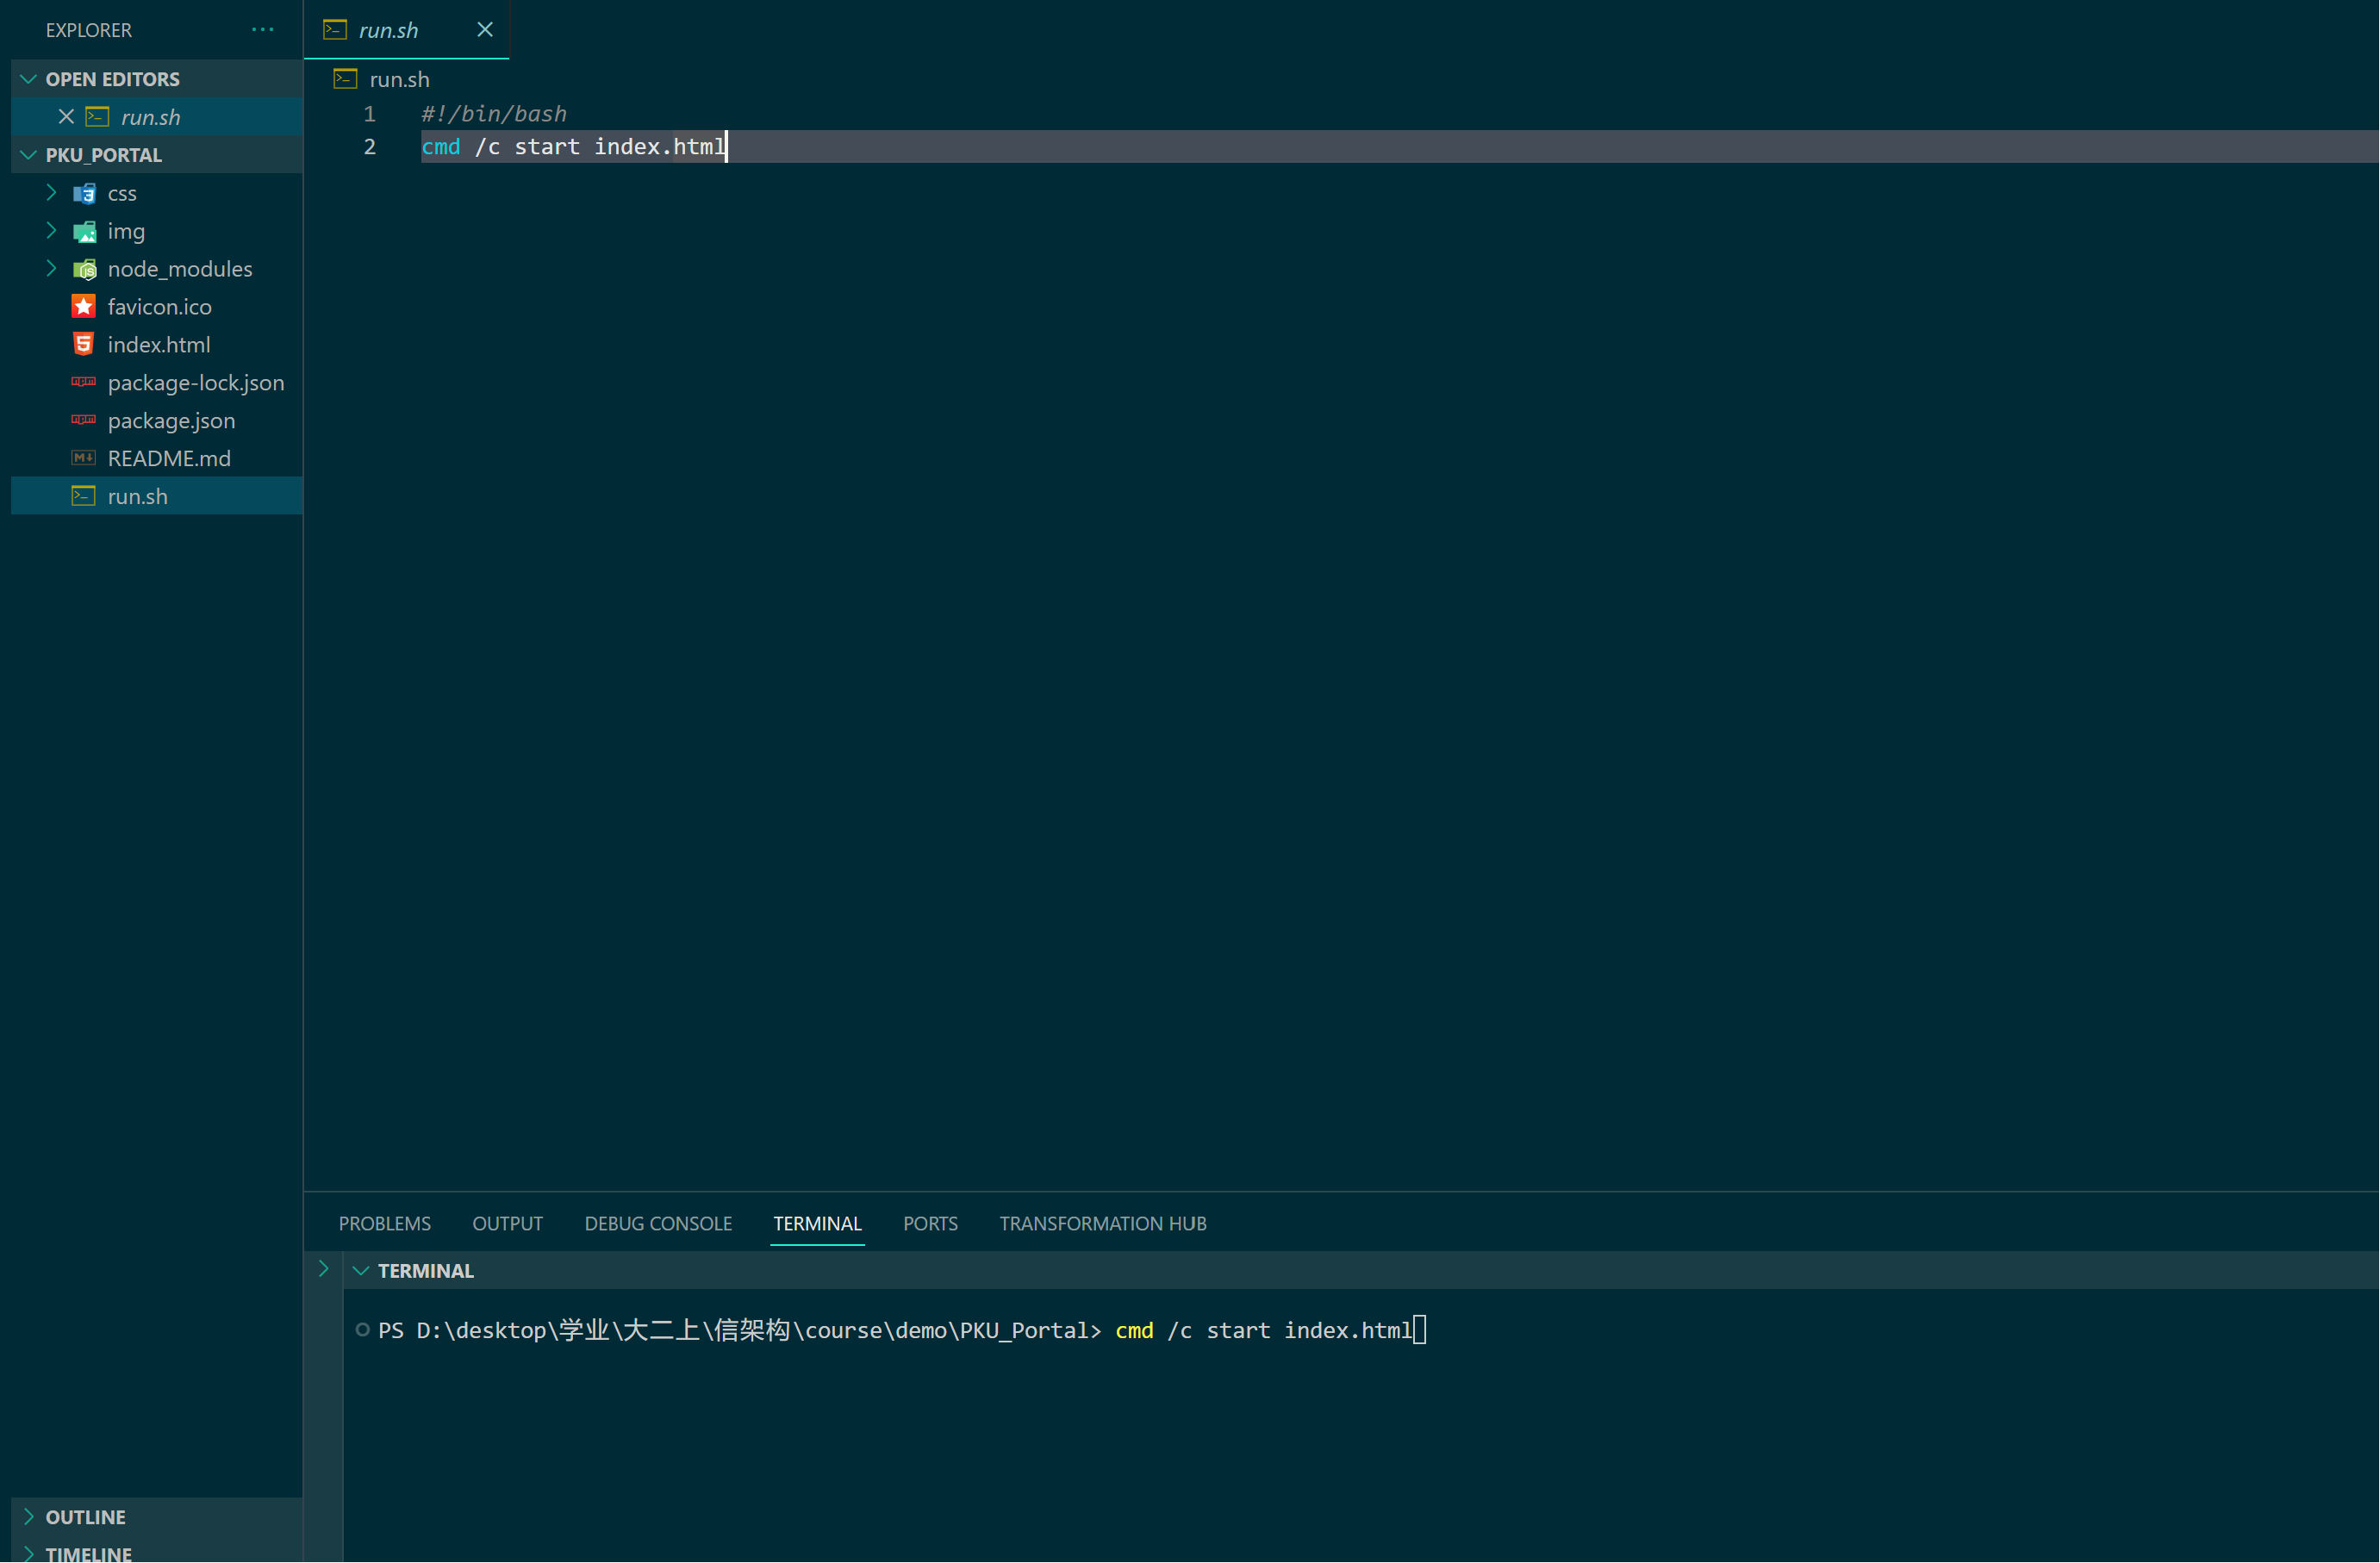 EXPLORER
OPEN EDITORS
run.sh
PKU_PORTAL
css
img
node_modules
favicon.ico
index.html
package-lock.json
package.json
README.md
run.sh
OUTLINE
TIMELINE
run.sh
run.sh
1 #!/bin/bash
2 cmd /c start index.html
PROBLEMS OUTPUT DEBUG CONSOLE TERMINAL PORTS TRANSFORMATION HUB
TERMINAL
PS D:\desktop\学业\大二上\信架构\course\demo\PKU_Portal> cmd /c start index.html